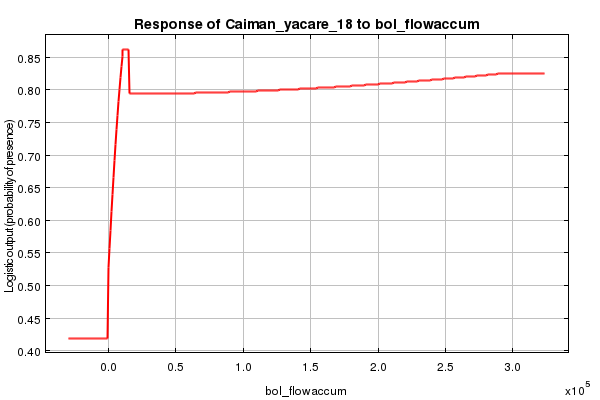 Response of Caiman_yacare_18 to bol_flowaccum
Logistic output (probability of presence)
0.85
0.80
0.75
0.70
0.65
0.60
0.55
0.50
0.45
0.40
0.0 0.5 1.0 1.5 2.0 2.5 3.0
bol_flowaccum
x10⁵